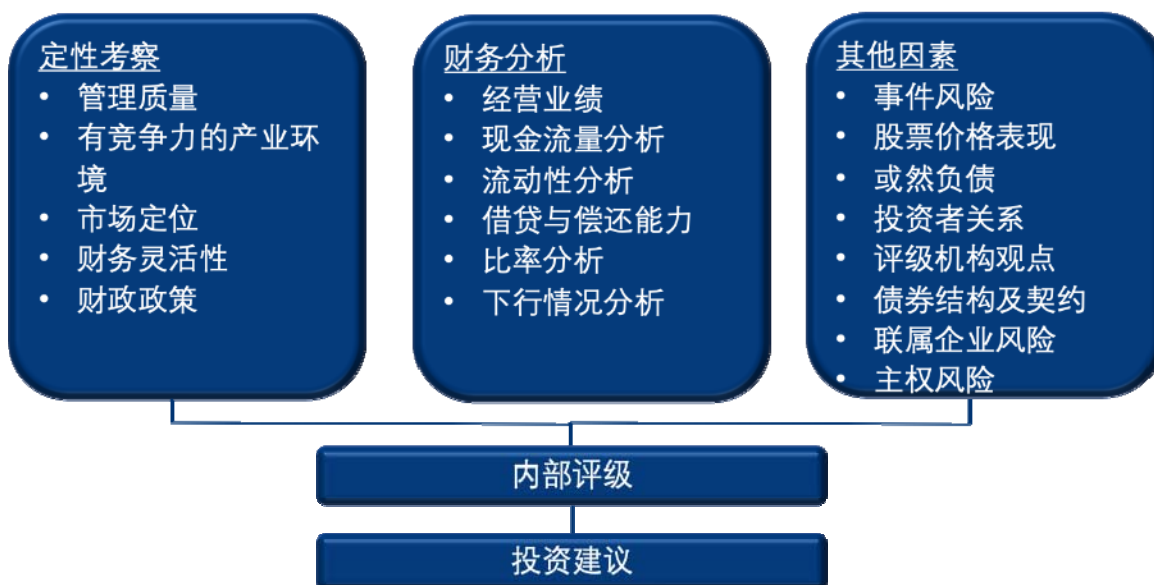 定性考察
• 管理质量
• 有竞争力的产业环
境
• 市场定位
• 财务灵活性
• 财政政策
财务分析
• 经营业绩
• 现金流量分析
• 流动性分析
• 借贷与偿还能力
• 比率分析
• 下行情况分析
其他因素
• 事件风险
• 股票价格表现
• 或然负债
• 投资者关系
• 评级机构观点
• 债券结构及契约
• 联属企业风险
• 主权风险
内部评级
投资建议